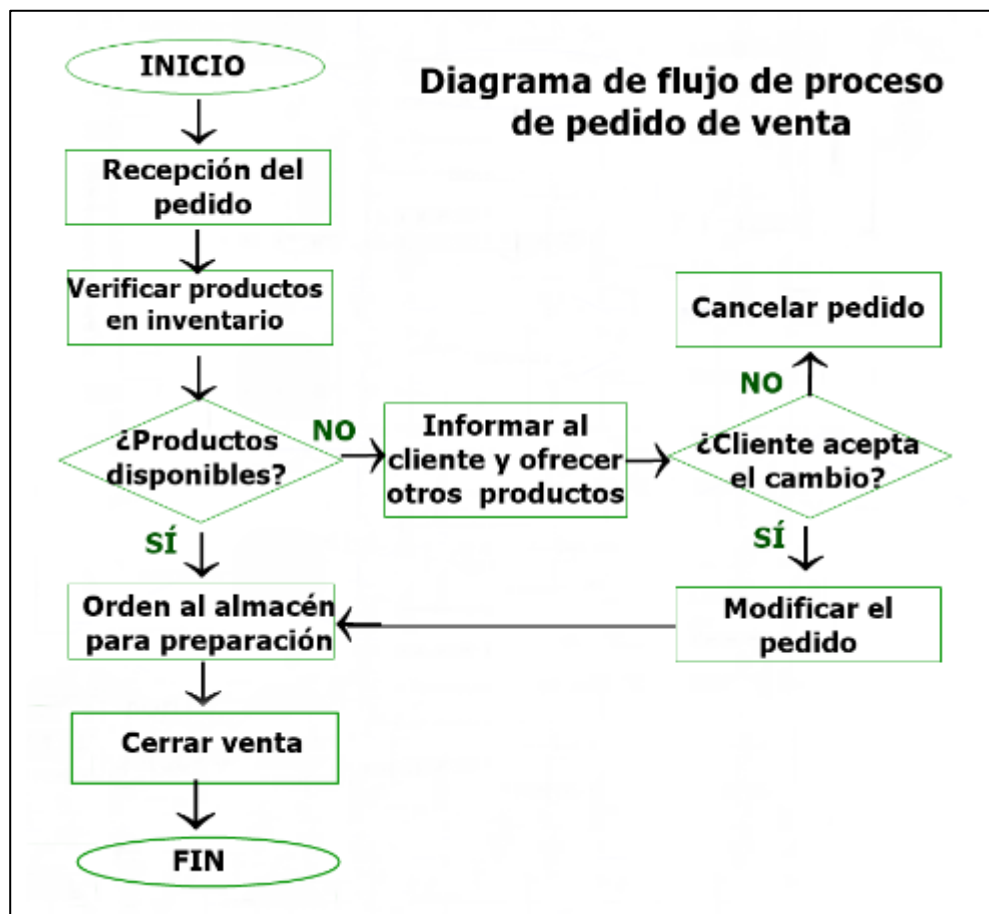 INICIO
Diagrama de flujo de proceso
de pedido de venta
Recepción del
pedido
Verificar productos
en inventario
¿Productos
disponibles?
NO
Informar al
cliente y ofrecer
otros productos
¿Cliente acepta
el cambio?
NO
Cancelar pedido
SÍ
Modificar el
pedido
SÍ
Orden al almacén
para preparación
Cerrar venta
FIN